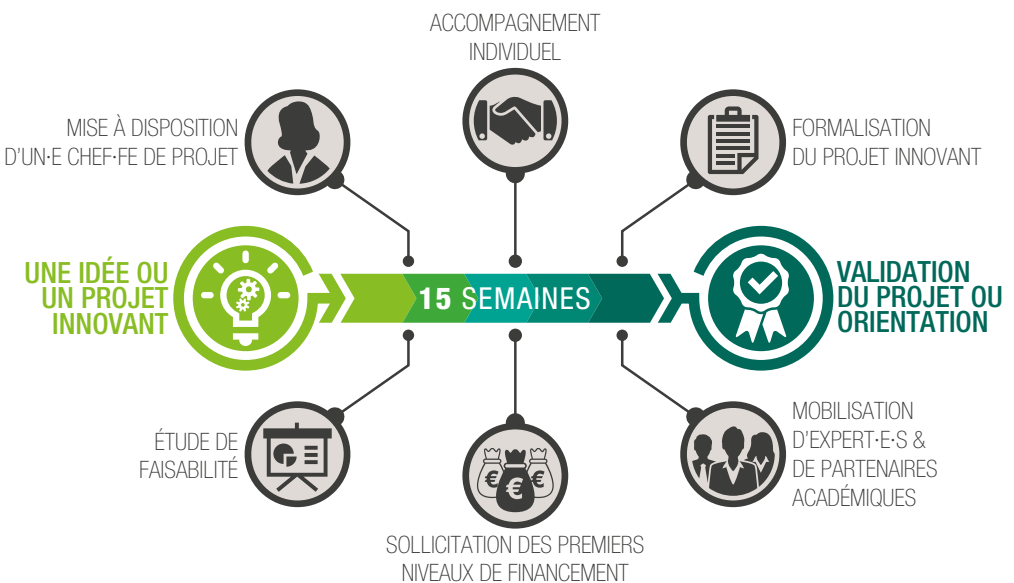 ACCOMPAGNEMENT
INDIVIDUEL
MISE À DISPOSITION
D'UN·E CHEF·FE DE PROJET
FORMALISATION
DU PROJET INNOVANT
UNE IDÉE OU
UN PROJET
INNOVANT
15 SEMAINES
VALIDATION
DU PROJET OU
ORIENTATION
ÉTUDE DE
FAISABILITÉ
€ € €
MOBILISATION
D'EXPERT·E·S &
DE PARTENAIRES
ACADÉMIQUES
SOLLICITATION DES PREMIERS
NIVEAUX DE FINANCEMENT